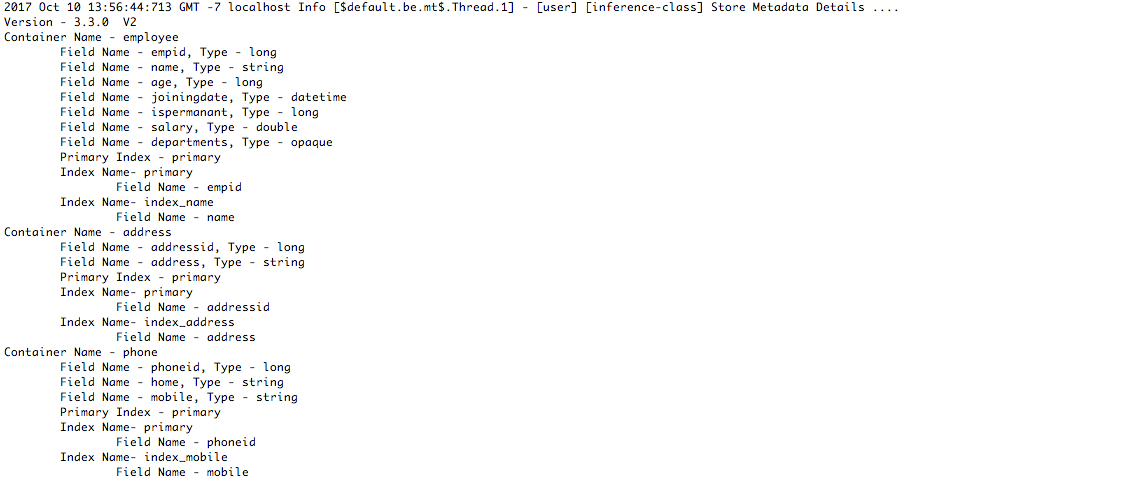 2017 Oct 10 13:56:44:713 GMT -7 localhost Info [$default.be.mt$.Thread.1] - [user] [inference-class] Store Metadata Details ....
Version - 3.3.0  V2
Container Name - employee
        Field Name - empid, Type - long
        Field Name - name, Type - string
        Field Name - age, Type - long
        Field Name - joiningdate, Type - datetime
        Field Name - ispermanant, Type - long
        Field Name - salary, Type - double
        Field Name - departments, Type - opaque
        Primary Index - primary
        Index Name- primary
                Field Name - empid
        Index Name- index_name
                Field Name - name
Container Name - address
        Field Name - addressid, Type - long
        Field Name - address, Type - string
        Primary Index - primary
        Index Name- primary
                Field Name - addressid
        Index Name- index_address
                Field Name - address
Container Name - phone
        Field Name - phoneid, Type - long
        Field Name - home, Type - string
        Field Name - mobile, Type - string
        Primary Index - primary
        Index Name- primary
                Field Name - phoneid
        Index Name- index_mobile
                Field Name - mobile